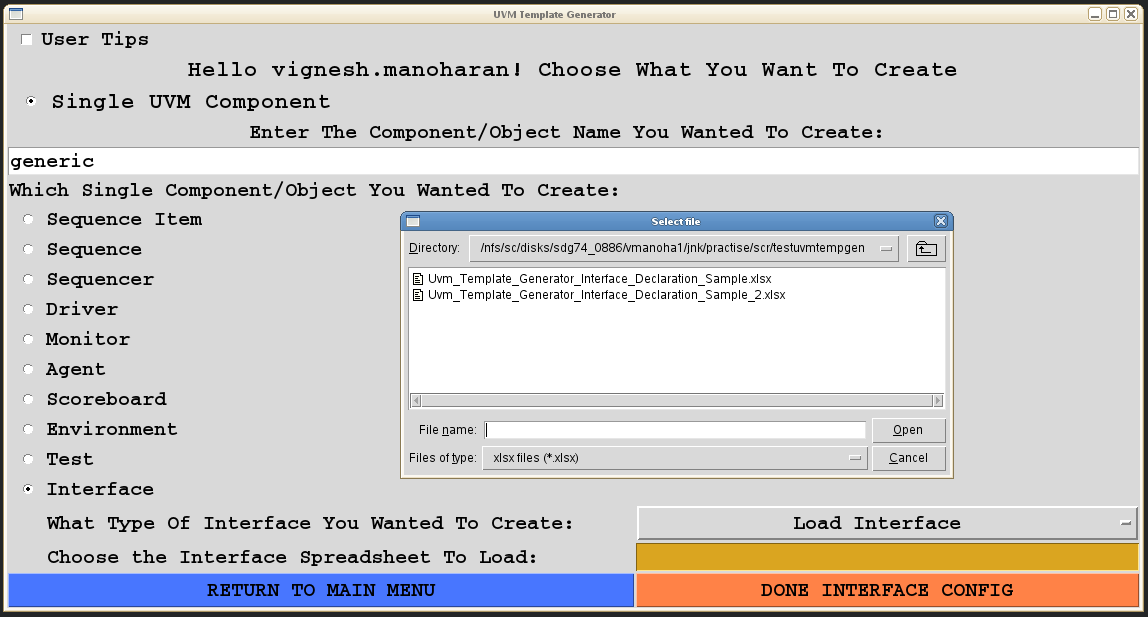 UVM Template Generator
User Tips
Hello vignesh.manoharan! Choose What You Want To Create
Single UVM Component
Enter The Component/Object Name You Wanted To Create:
generic
Which Single Component/Object You Wanted To Create:
Sequence Item
Sequence
Sequencer
Driver
Monitor
Agent
Scoreboard
Environment
Test
Interface
Select file
Directory: /nfs/sc/disks/sdg74_0886/vmanoha1/jnk/practise/scr/testuvmtempgen
Uvm_Template_Generator_Interface_Declaration_Sample.xlsx
Uvm_Template_Generator_Interface_Declaration_Sample_2.xlsx
File name: Open
Files of type: xlsx files (*.xlsx) Cancel
What Type Of Interface You Wanted To Create: Load Interface
Choose the Interface Spreadsheet To Load:
RETURN TO MAIN MENU DONE INTERFACE CONFIG